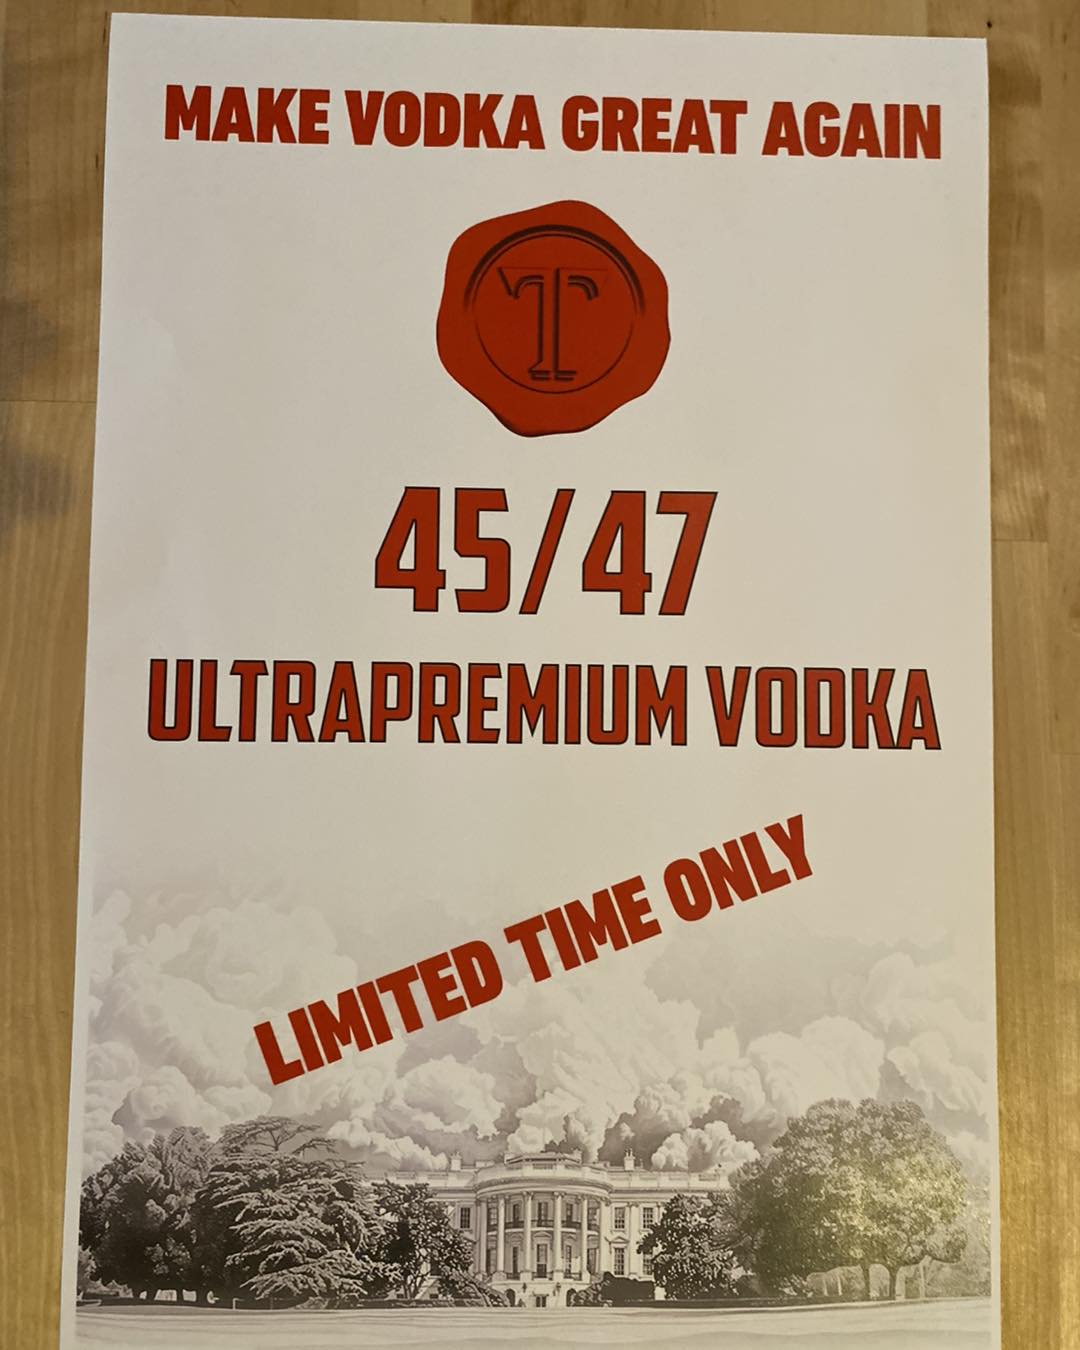 MAKE VODKA GREAT AGAIN
T
45/47
ULTRAPREMIUM VODKA
LIMITED TIME ONLY